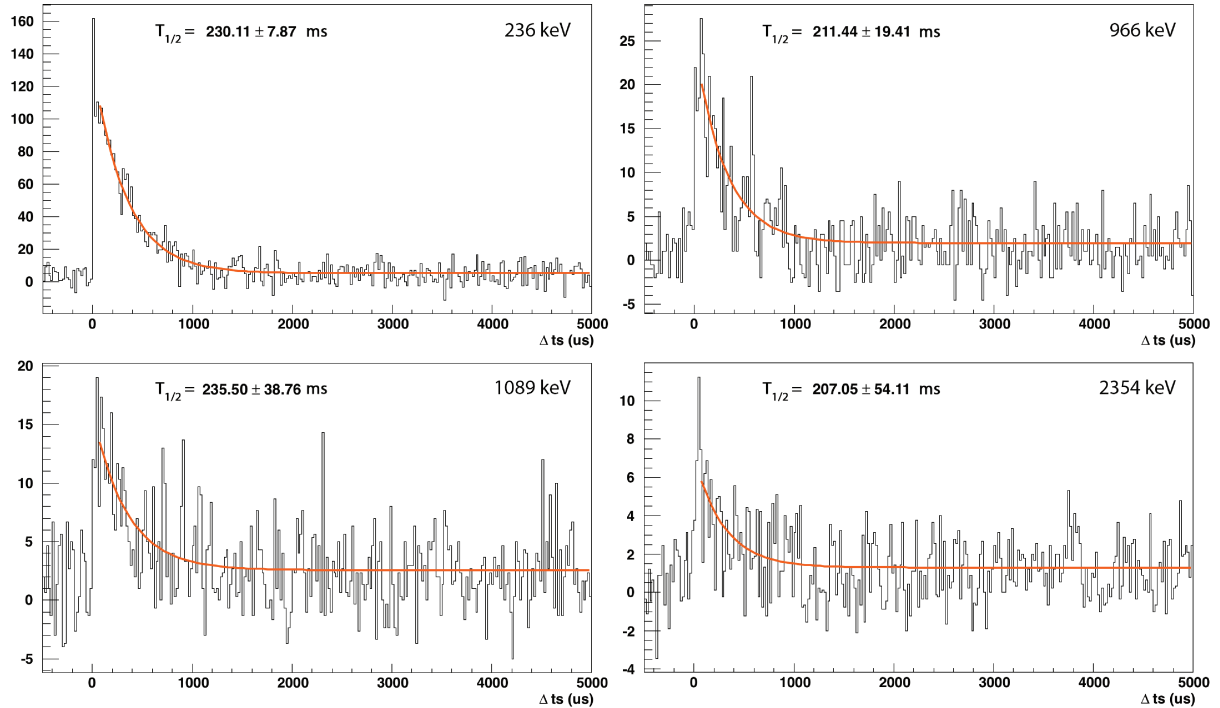 160
140
120
100
80
60
40
20
0
T1/2 = 230.11 ± 7.87 ms
236 keV
0 1000 2000 3000 4000 5000
Δ ts (us)
25
20
15
10
5
0
-5
T1/2 = 211.44 ± 19.41 ms
966 keV
0 1000 2000 3000 4000 5000
Δ ts (us)
20
15
10
5
0
-5
T1/2 = 235.50 ± 38.76 ms
1089 keV
0 1000 2000 3000 4000 5000
Δ ts (us)
10
8
6
4
2
0
-2
-4
T1/2 = 207.05 ± 54.11 ms
2354 keV
0 1000 2000 3000 4000 5000
Δ ts (us)